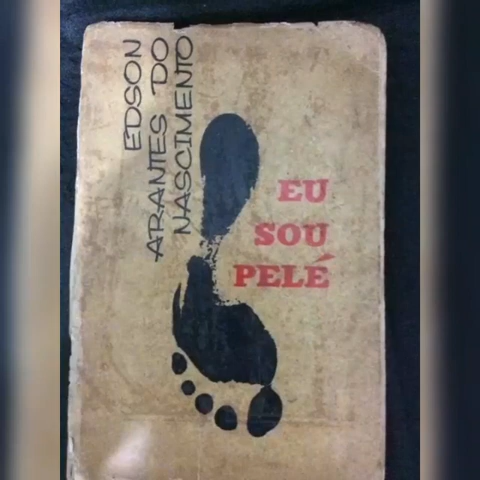 EDSON
ARANTES DO
NASCIMENTO
EU
SOU
PELÉ